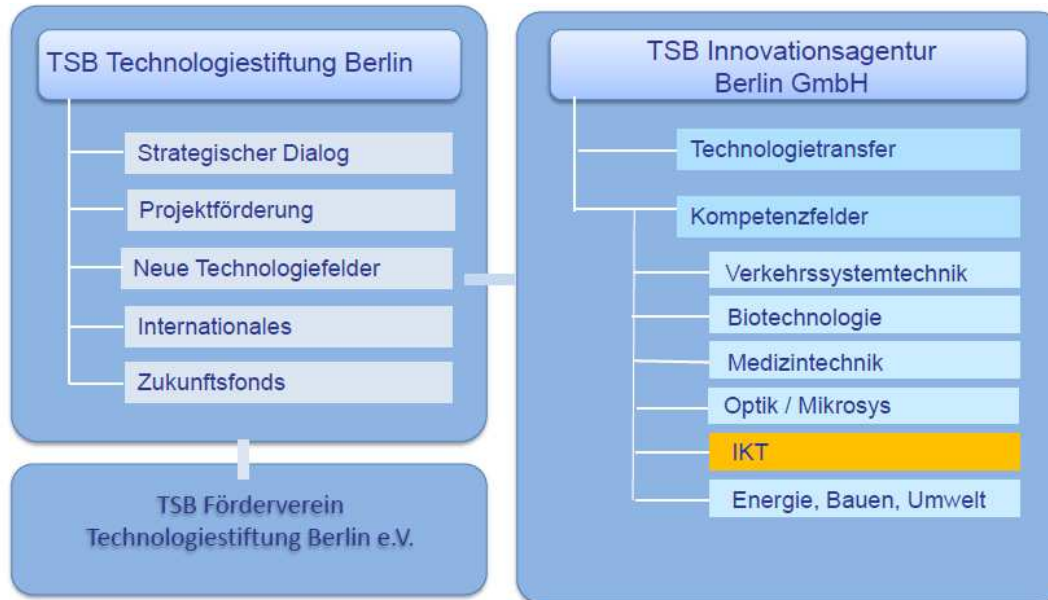 TSB Technologiestiftung Berlin
Strategischer Dialog
Projektförderung
Neue Technologiefelder
Internationales
Zukunftsfonds
TSB Förderverein
Technologiestiftung Berlin e.V.
TSB Innovationsagentur
Berlin GmbH
Technologietransfer
Kompetenzfelder
Verkehrssystemtechnik
Biotechnologie
Medizintechnik
Optik / Mikrosys
IKT
Energie, Bauen, Umwelt